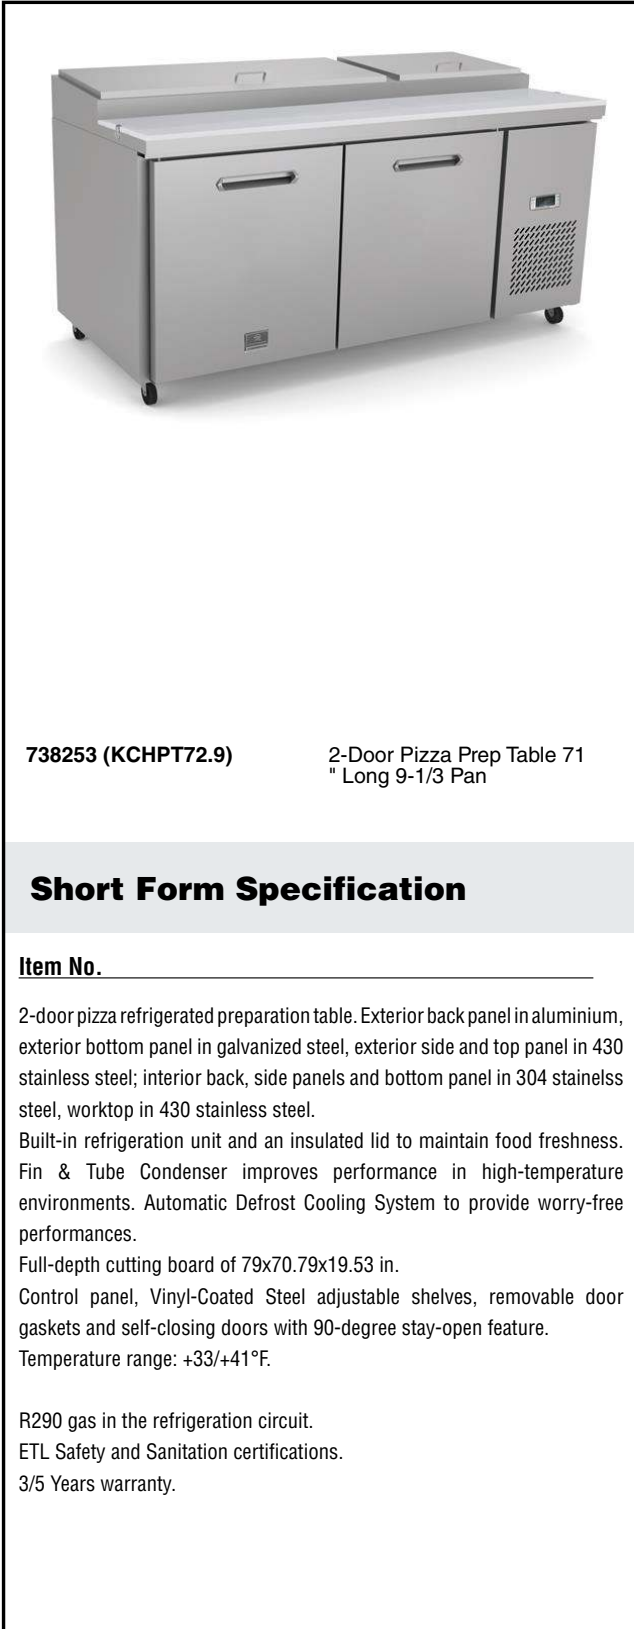 738253 (KCHPT72.9)
2-Door Pizza Prep Table 71
" Long 9-1/3 Pan
Short Form Specification
Item No.
2-door pizza refrigerated preparation table. Exterior back panel in aluminium,
exterior bottom panel in galvanized steel, exterior side and top panel in 430
stainless steel; interior back, side panels and bottom panel in 304 stainelss
steel, worktop in 430 stainless steel.
Built-in refrigeration unit and an insulated lid to maintain food freshness.
Fin & Tube Condenser improves performance in high-temperature
environments. Automatic Defrost Cooling System to provide worry-free
performances.
Full-depth cutting board of 79x70.79x19.53 in.
Control panel, Vinyl-Coated Steel adjustable shelves, removable door
gaskets and self-closing doors with 90-degree stay-open feature.
Temperature range: +33/+41°F.
R290 gas in the refrigeration circuit.
ETL Safety and Sanitation certifications.
3/5 Years warranty.